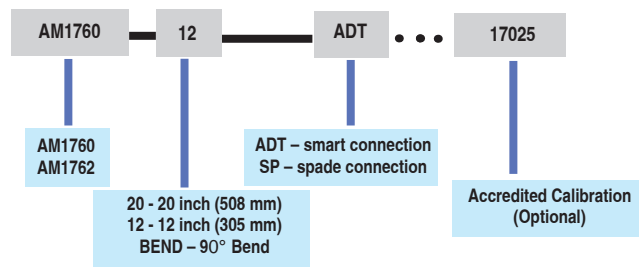 AM1760 12 ADT 17025
AM1760
AM1762
20 - 20 inch (508 mm)
12 - 12 inch (305 mm)
BEND – 90° Bend
ADT – smart connection
SP – spade connection
Accredited Calibration
(Optional)